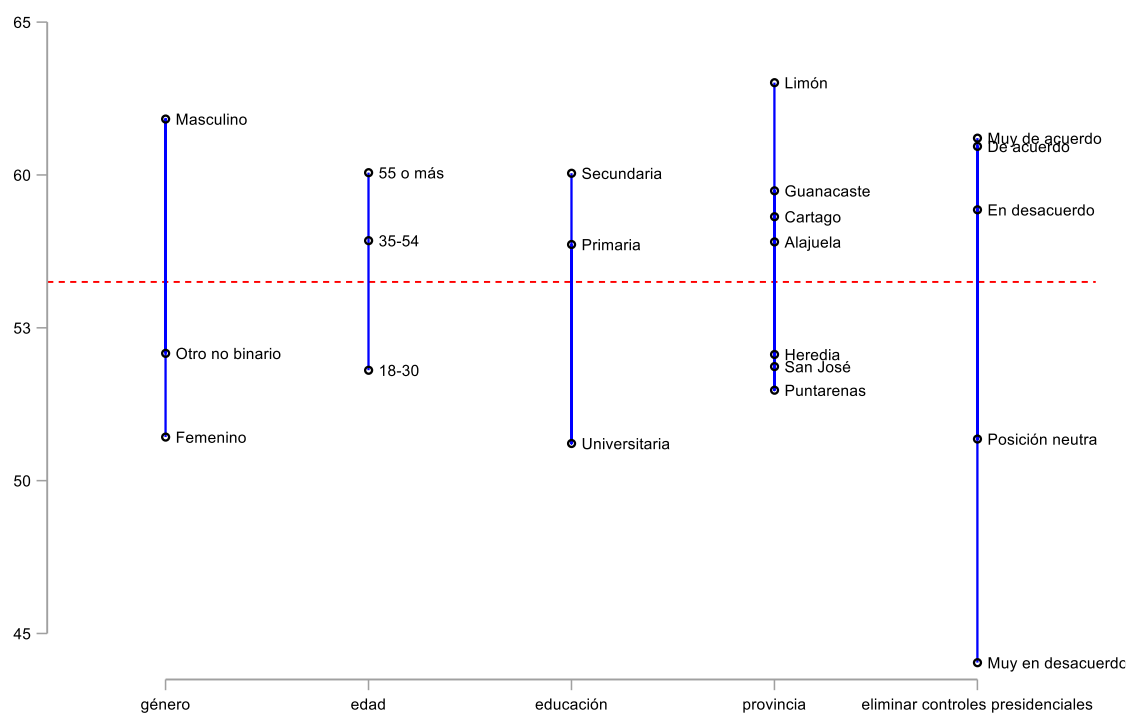 65
60
53
50
45
Masculino
Otro no binario
Femenino
55 o más
35-54
18-30
Secundaria
Primaria
Universitaria
Limón
Guanacaste
Cartago
Alajuela
Heredia
San José
Puntarenas
Muy de acuerdo
De acuerdo
En desacuerdo
Posición neutra
Muy en desacuerdo
género
edad
educación
provincia
eliminar controles presidenciales